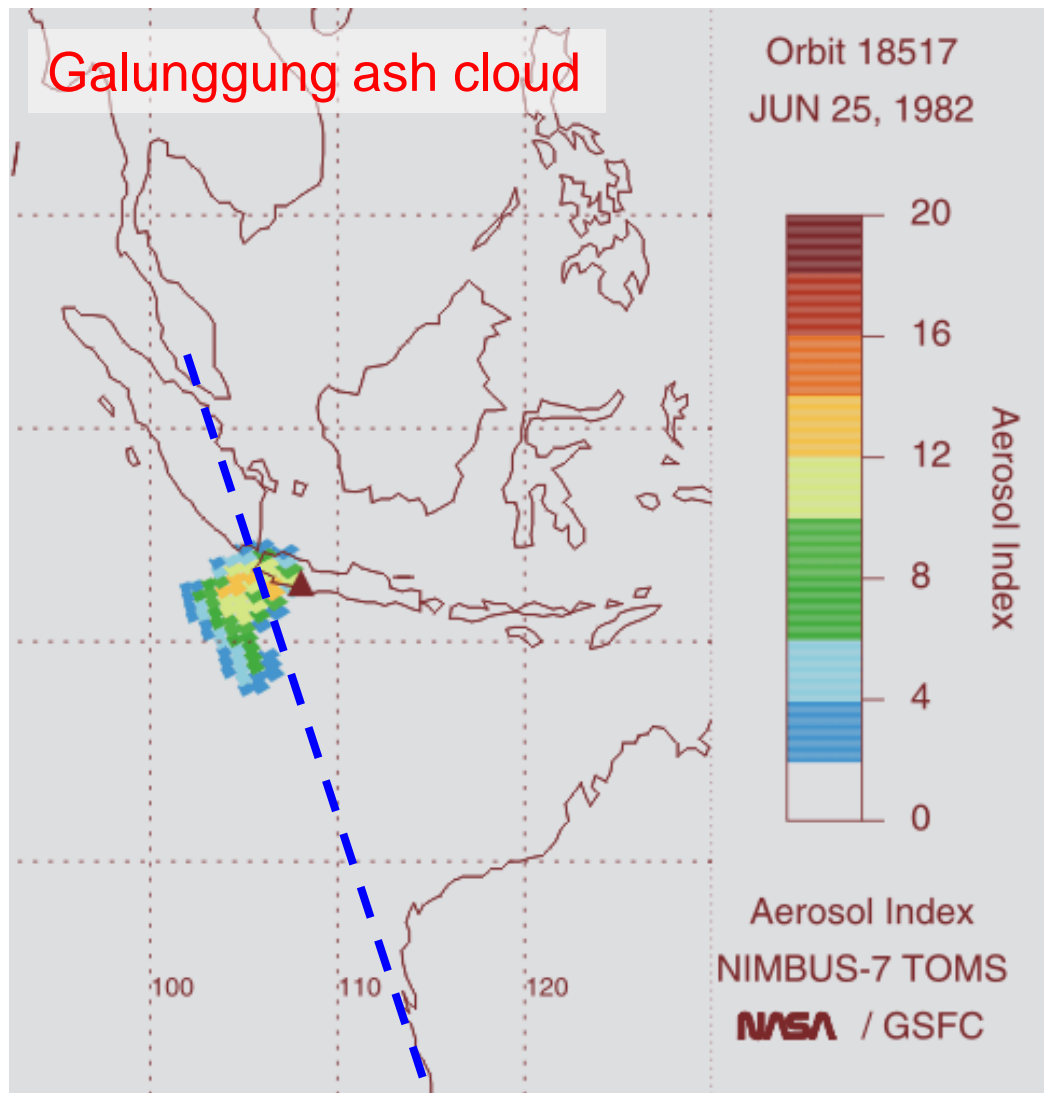 Galunggung ash cloud
Orbit 18517
JUN 25, 1982
20
16
12
8
4
0
Aerosol Index
100
110
120
Aerosol Index
NIMBUS-7 TOMS
NASA / GSFC